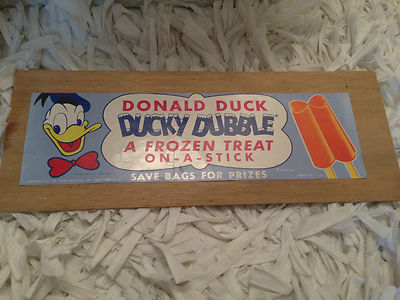 DONALD DUCK
DUCKY DUBBLE
A FROZEN TREAT
ON-A-STICK
SAVE BAGS FOR PRIZES